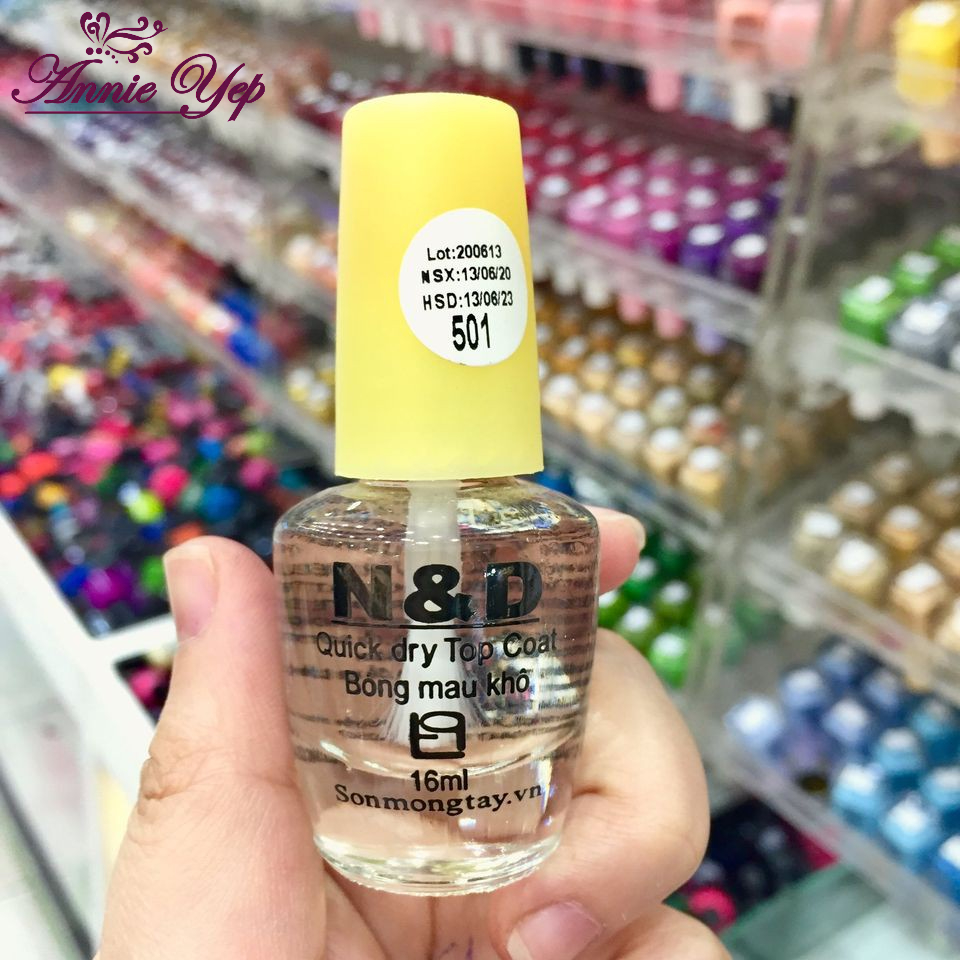 Annie Yep
Lot:200613
NSX:13/06/20
HSD:13/06/23
501
N&D
Quick dry Top Coat
Bóng mau khô
16ml
Sonmongtay.vn